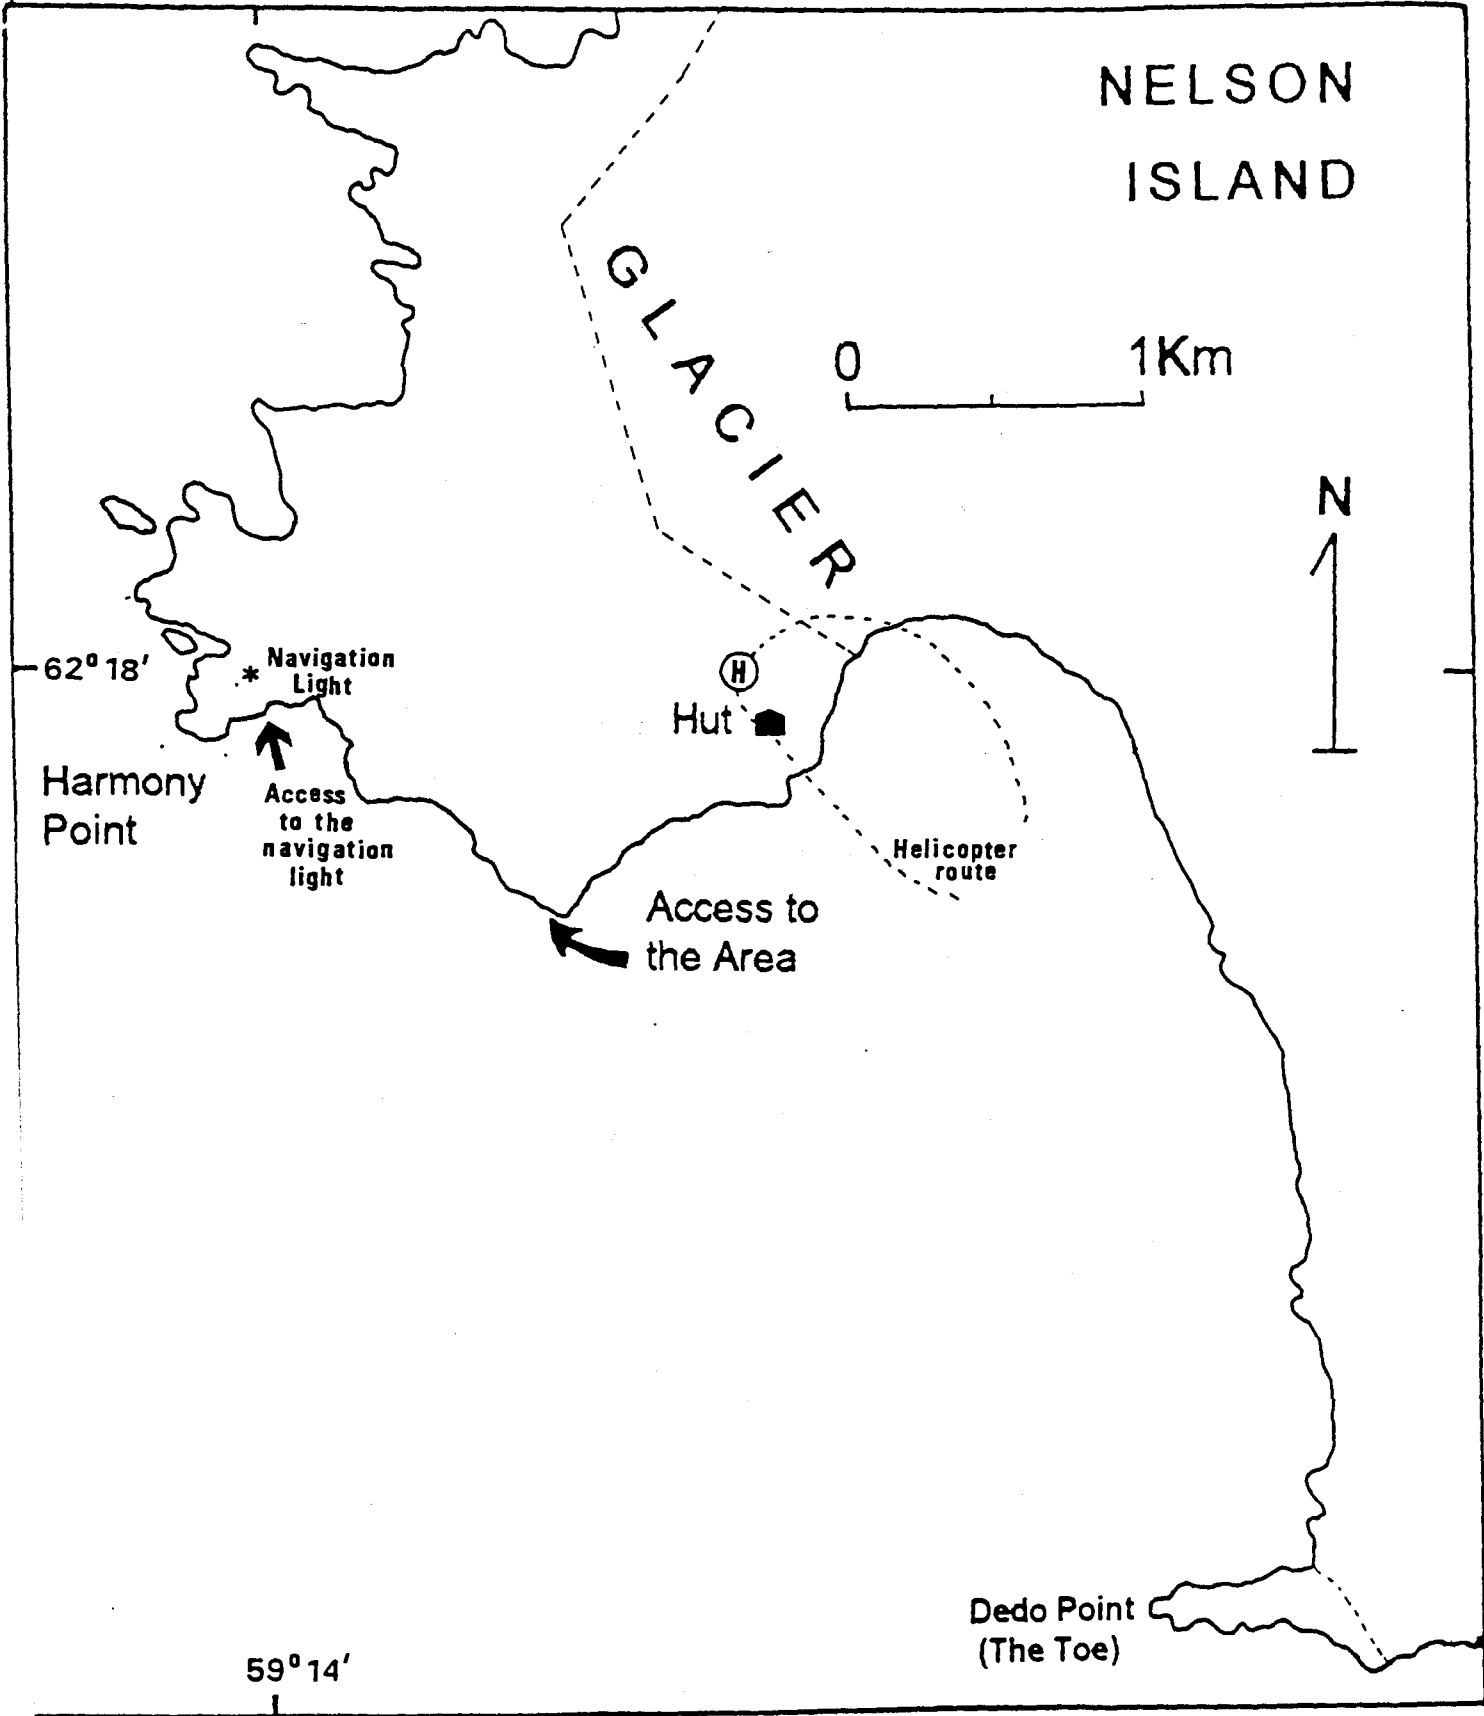 NELSON
ISLAND
GLACIER
0 1Km
N
62° 18'
* Navigation
Light
H
Hut
Harmony
Point
Access
to the
navigation
light
Helicopter
route
Access to
the Area
Dedo Point
(The Toe)
59° 14'